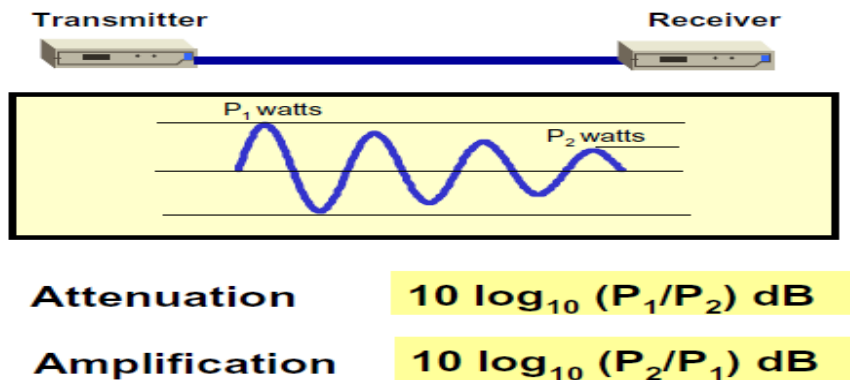 Transmitter Receiver
P₁ watts
P₂ watts
Attenuation 10 log₁₀ (P₁/P₂) dB
Amplification 10 log₁₀ (P₂/P₁) dB